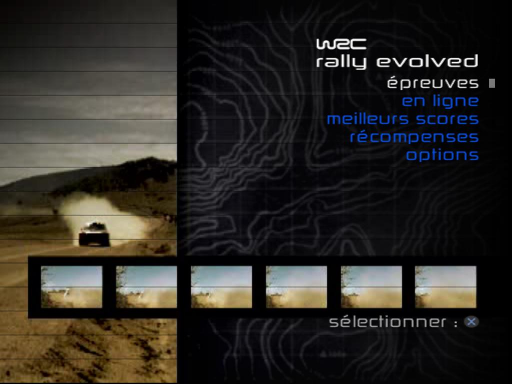 WRC
rally evolved
épreuves
en ligne
meilleurs scores
récompenses
options
sélectionner :